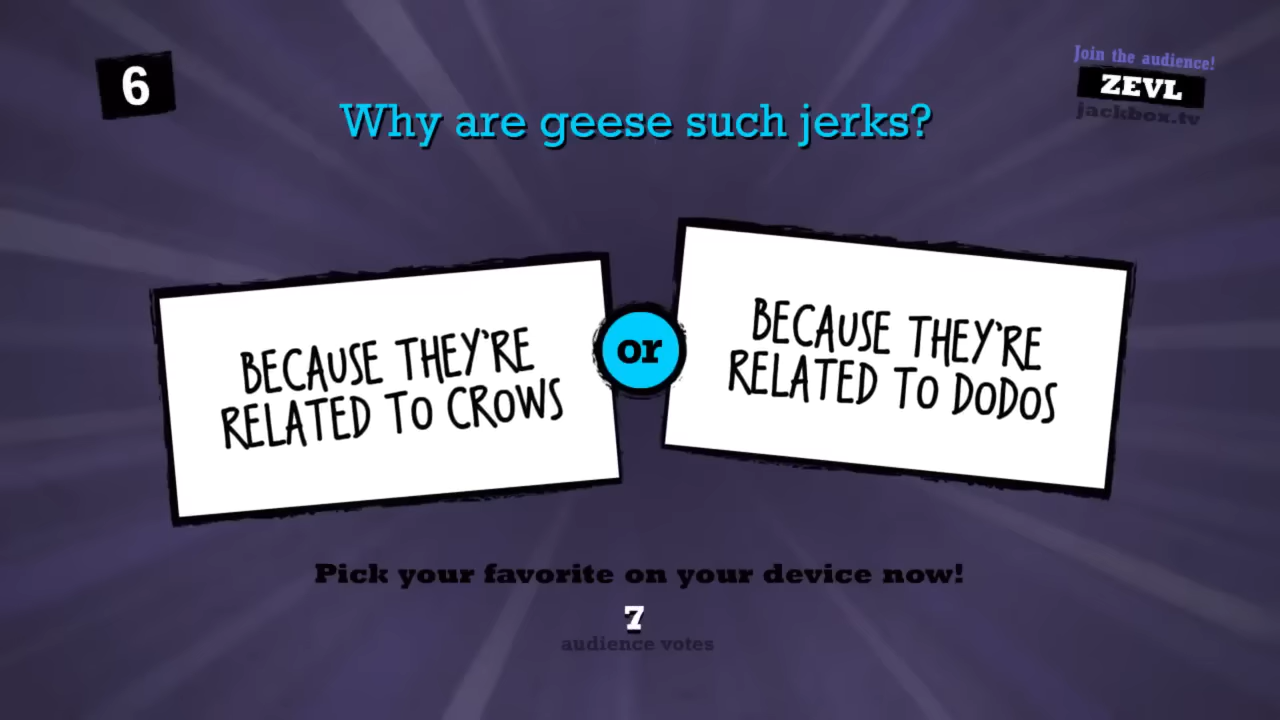 6
Join the audience!
ZEVL
jackbox.tv
Why are geese such jerks?
BECAUSE THEY'RE
RELATED TO CROWS
or
BECAUSE THEY'RE
RELATED TO DODOS
Pick your favorite on your device now!
7
audience votes